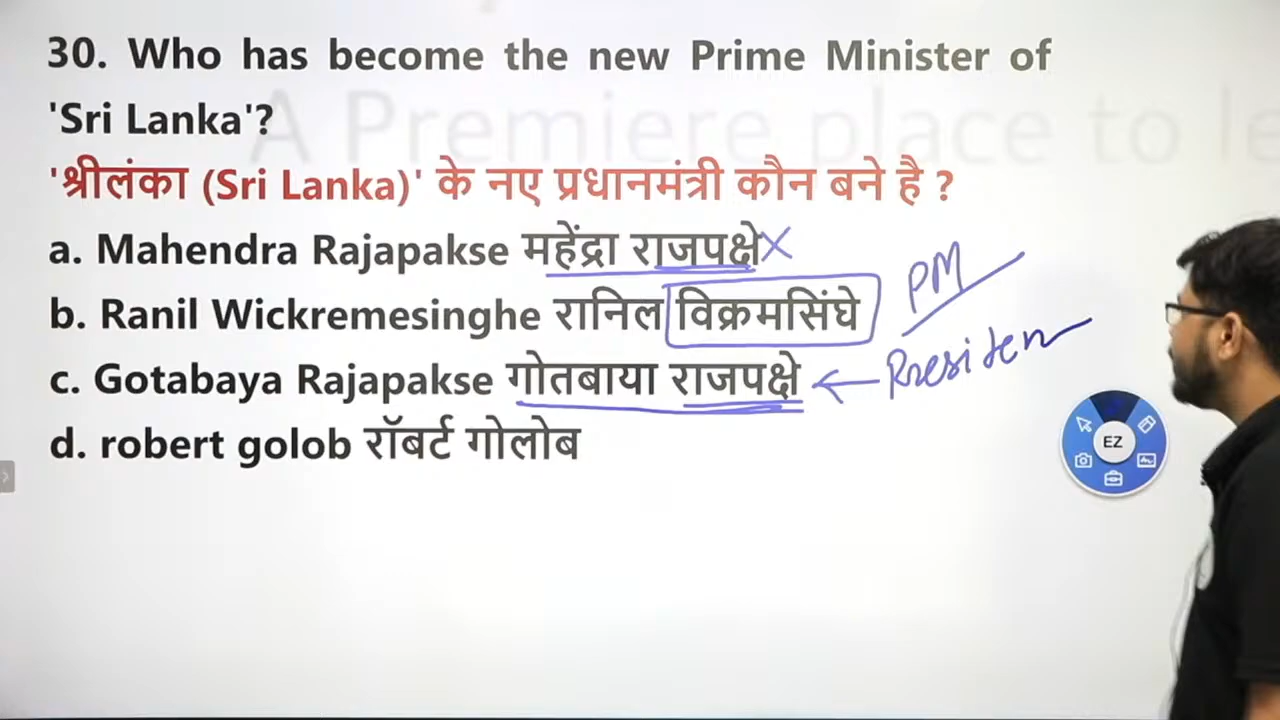 30. Who has become the new Prime Minister of
'Sri Lanka'?
A Premiere place to le
'श्रीलंका (Sri Lanka)' के नए प्रधानमंत्री कौन बने है ?
a. Mahendra Rajapakse महेंद्रा राजपक्षे X
b. Ranil Wickremesinghe रानिल विक्रमसिंघे PM
c. Gotabaya Rajapakse गोतबाया राजपक्षे ← Presiten
d. robert golob रॉबर्ट गोलोब
EZ